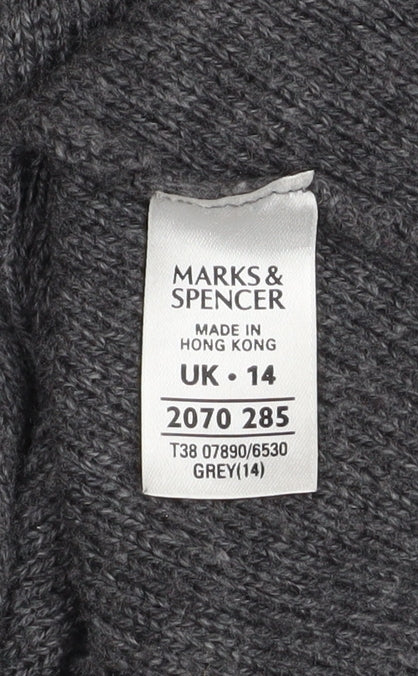 MARKS &
SPENCER
MADE IN
HONG KONG
UK • 14
2070 285
T38 07890/6530
GREY(14)